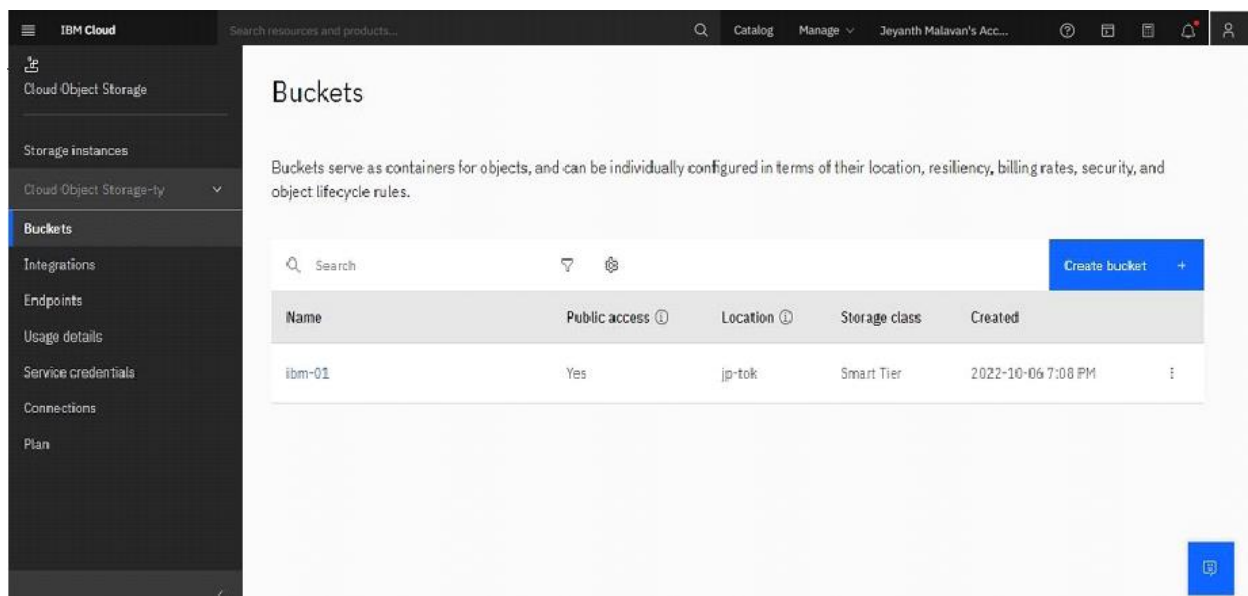 IBM Cloud
Search resources and products...
Catalog
Manage
Jeyanth Malavan's Acc...
Cloud Object Storage
Storage instances
Cloud Object Storage-ty
Buckets
Integrations
Endpoints
Usage details
Service credentials
Connections
Plan
Buckets
Buckets serve as containers for objects, and can be individually configured in terms of their location, resiliency, billing rates, security, and
object lifecycle rules.
Search
Create bucket +
Name Public access Location Storage class Created
ibm-01 Yes jp-tok Smart Tier 2022-10-06 7:08 PM